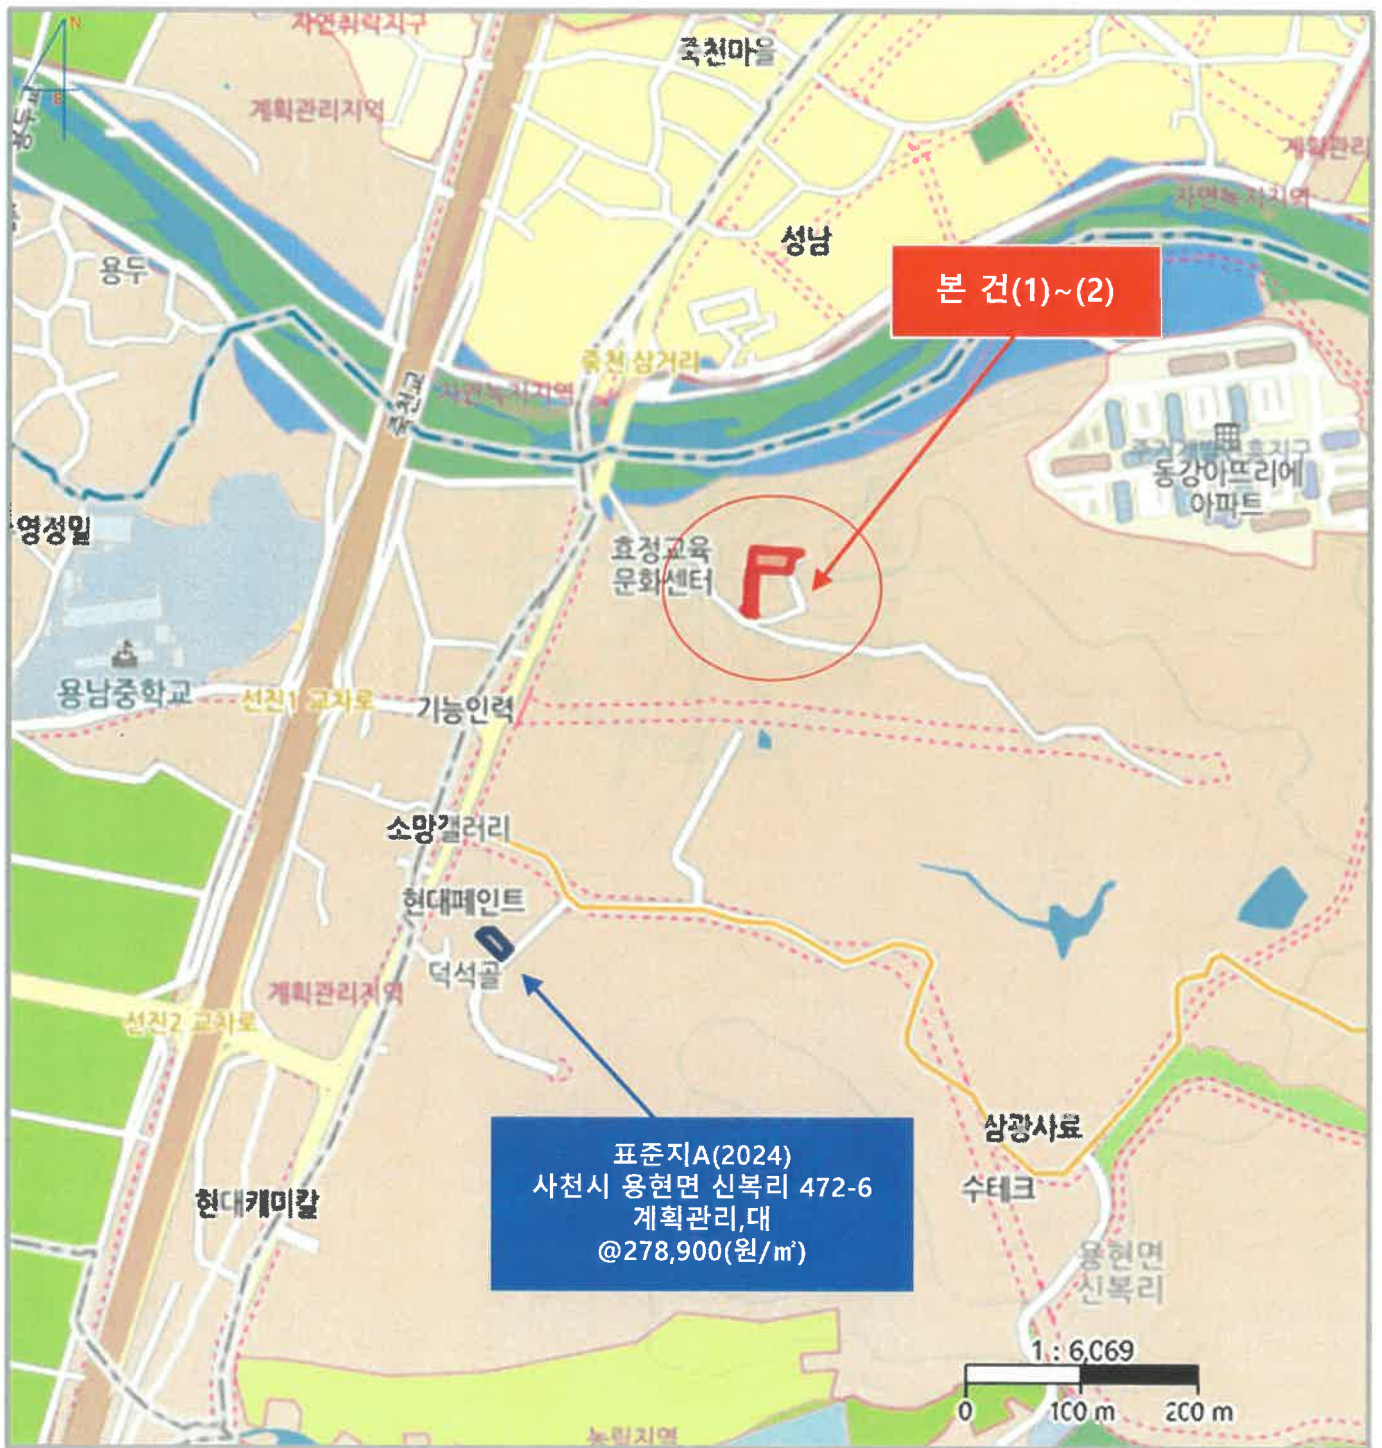 N
B
자연취락지구
죽천마을
계획관리지역
계획관리
자연녹지지역
성남
용두
본 건(1)~(2)
죽천 삼거리
자연녹지지역
죽천교
동강아뜨리에
아파트
영정밀
효정교육
문화센터
용남중학교
선진1 교차로
기능인력
소망갤러리
현대페인트
덕석골
계획관리지역
선진2 교차로
표준지A(2024)
사천시 용현면 신복리 472-6
계획관리,대
@278,900(원/㎡)
삼광사료
수테크
현대케미칼
용현면
신복리
1 : 6,069
0 100 m 200 m
농림지역